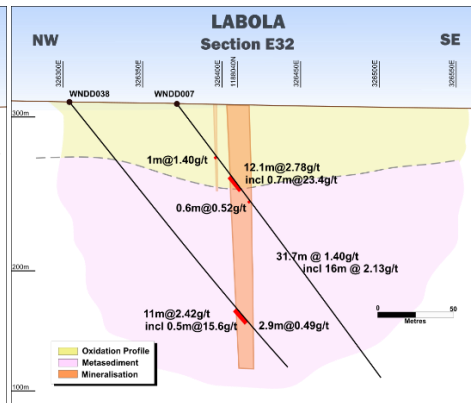 LABOLA
Section E32
NW
SE
326300E
326350E
326400E
1188040N
326450E
326500E
326550E
WNDD038
WNDD007
300m
1m@1.40g/t
12.1m@2.78g/t
incl 0.7m@23.4g/t
0.6m@0.52g/t
31.7m @ 1.40g/t
incl 16m @ 2.13g/t
200m
11m@2.42g/t
incl 0.5m@15.6g/t
2.9m@0.49g/t
0
50
Metres
Oxidation Profile
Metasediment
Mineralisation
100m